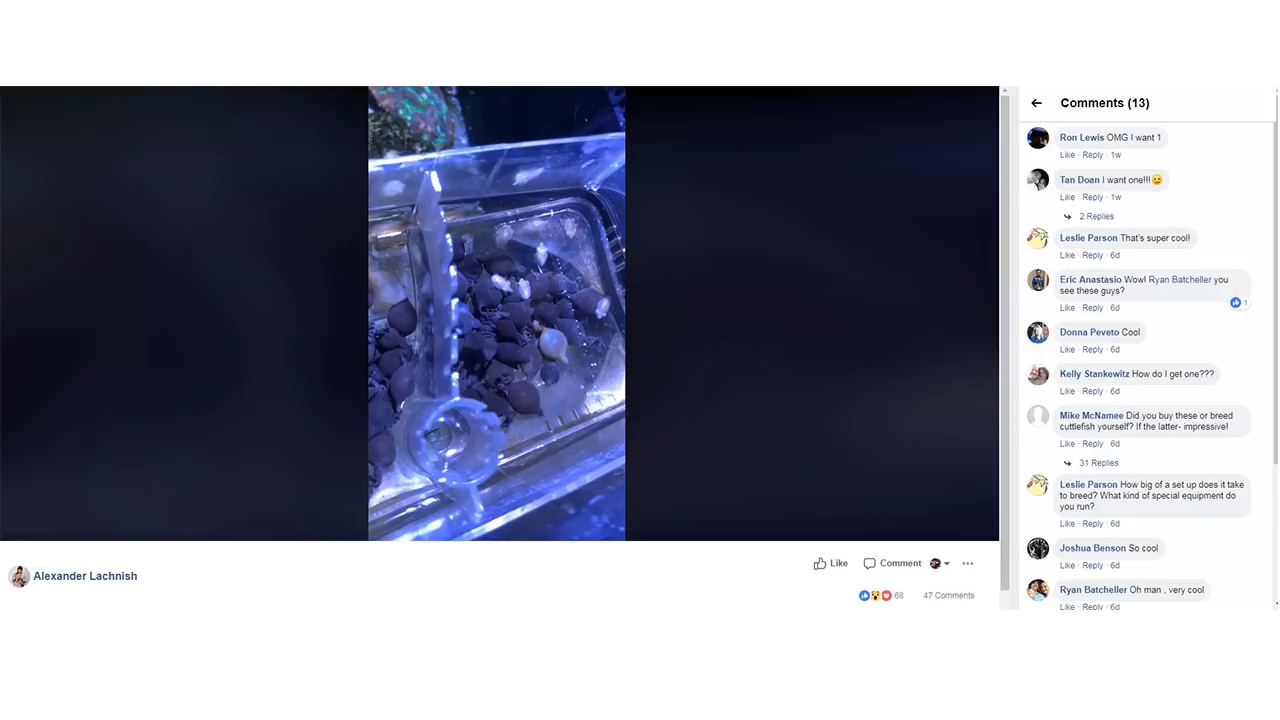 Comments (13)
Ron Lewis OMG I want 1
Like · Reply · 1w
Tan Doan I want one!!!
Like · Reply · 1w
2 Replies
Leslie Parson That's super cool!
Like · Reply · 6d
Eric Anastasio Wow! Ryan Batcheller you
see these guys?
1
Like · Reply · 6d
Donna Peveto Cool
Like · Reply · 6d
Kelly Stankewitz How do I get one???
Like · Reply · 6d
Mike McNamee Did you buy these or breed
cuttlefish yourself? If the latter- impressive!
Like · Reply · 6d
31 Replies
Leslie Parson How big of a set up does it take
to breed? What kind of special equipment do
you run?
Like · Reply · 6d
Joshua Benson So cool
Like · Reply · 6d
Ryan Batcheller Oh man , very cool
Like · Reply · 6d
Alexander Lachnish
Like Comment
68 47 Comments